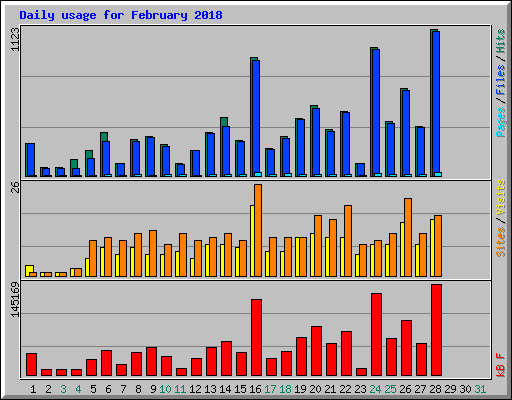 Daily usage for February 2018
1123
Pages/Files/Hits
26
Sites/Visits
145169
kB F
1 2 3 4 5 6 7 8 9 10 11 12 13 14 15 16 17 18 19 20 21 22 23 24 25 26 27 28 29 30 31